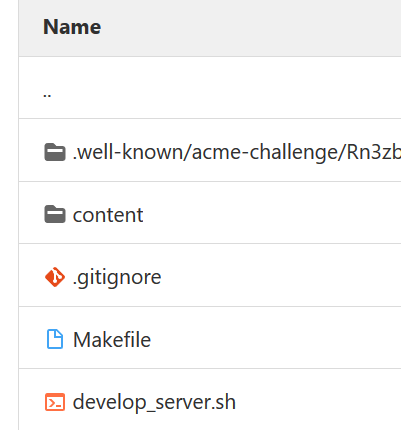 Name
..
.well-known/acme-challenge/Rn3zb
content
.gitignore
Makefile
develop_server.sh